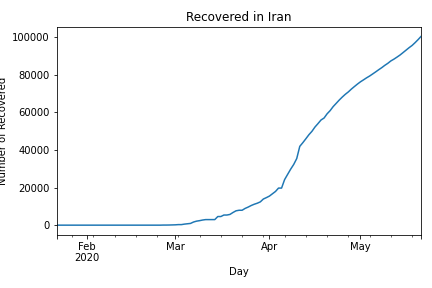 Recovered in Iran
100000
80000
60000
40000
20000
0
Number of Recovered
Feb
2020
Mar
Apr
May
Day